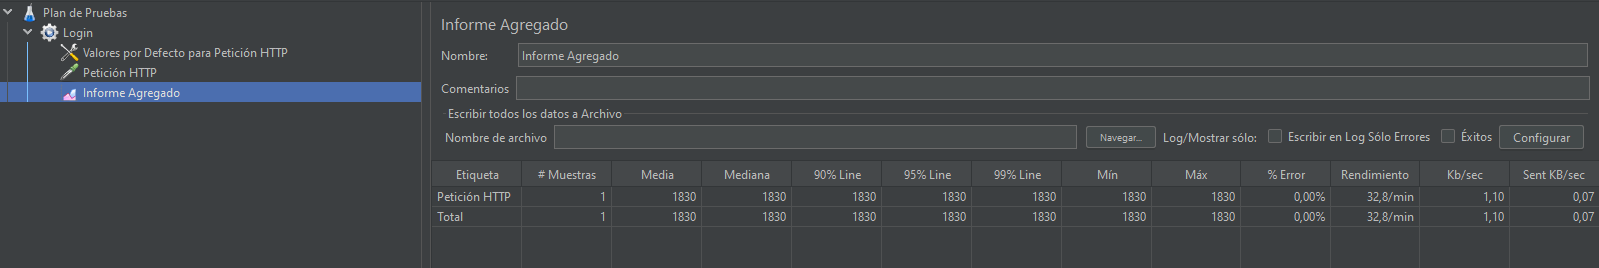 Plan de Pruebas
Login
Valores por Defecto para Petición HTTP
Petición HTTP
Informe Agregado
Informe Agregado
Nombre: Informe Agregado
Comentarios
Escribir todos los datos a Archivo
Nombre de archivo Navegar... Log/Mostrar sólo: Escribir en Log Sólo Errores Éxitos Configurar
Etiqueta # Muestras Media Mediana 90% Line 95% Line 99% Line Mín Máx % Error Rendimiento Kb/sec Sent KB/sec
Petición HTTP 1 1830 1830 1830 1830 1830 1830 1830 0,00% 32,8/min 1,10 0,07
Total 1 1830 1830 1830 1830 1830 1830 1830 0,00% 32,8/min 1,10 0,07